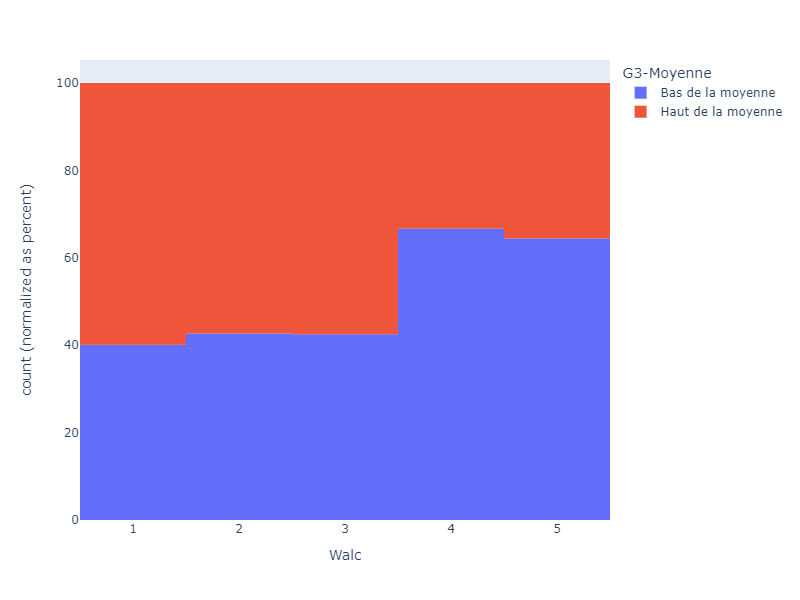 G3-Moyenne
Bas de la moyenne
Haut de la moyenne
count (normalized as percent)
100
80
60
40
20
0
1 2 3 4 5
Walc